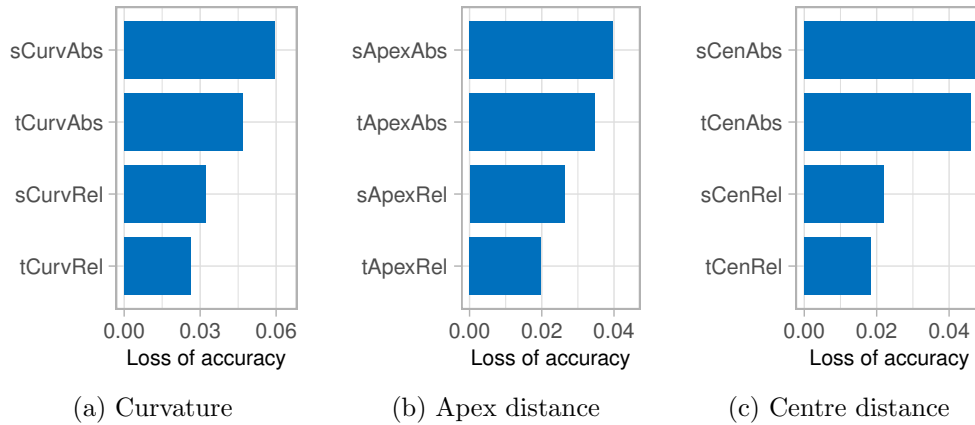 sCurvAbs
tCurvAbs
sCurvRel
tCurvRel
0.00 0.03 0.06
Loss of accuracy
(a) Curvature
sApexAbs
tApexAbs
sApexRel
tApexRel
0.00 0.02 0.04
Loss of accuracy
(b) Apex distance
sCenAbs
tCenAbs
sCenRel
tCenRel
0.00 0.02 0.04
Loss of accuracy
(c) Centre distance